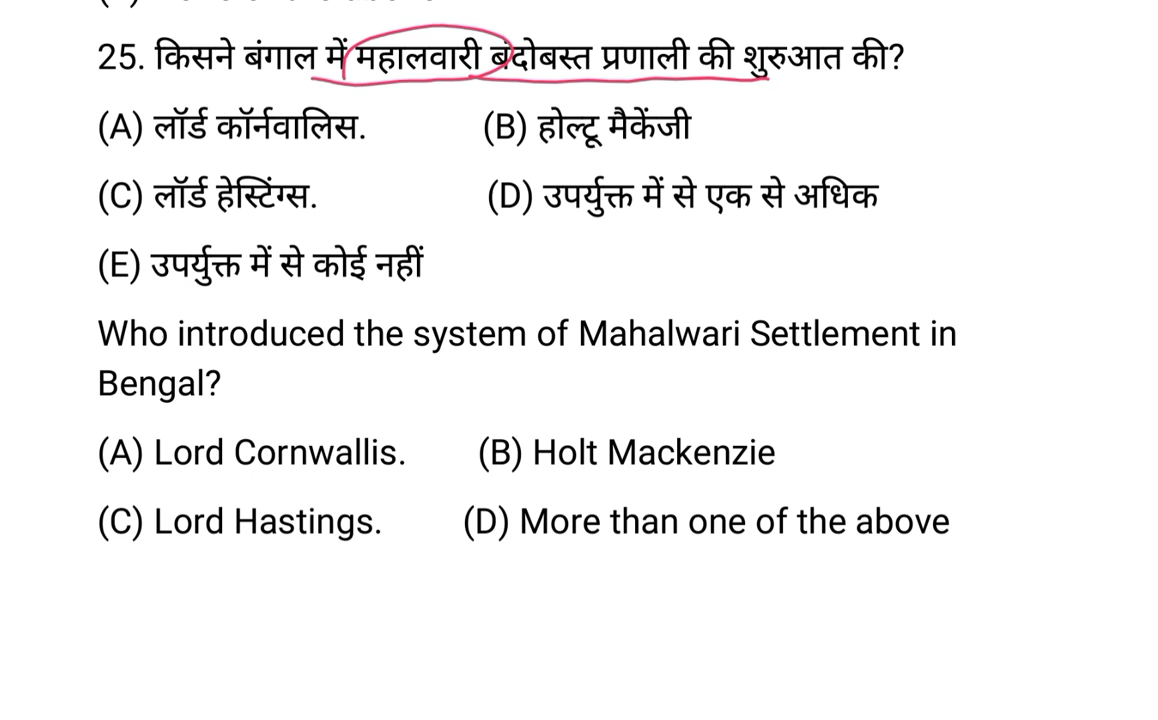 25. किसने बंगाल में महालवारी बंदोबस्त प्रणाली की शुरुआत की?
(A) लॉर्ड कॉर्नवालिस. (B) होल्टू मैकेंजी
(C) लॉर्ड हेस्टिंग्स. (D) उपर्युक्त में से एक से अधिक
(E) उपर्युक्त में से कोई नहीं
Who introduced the system of Mahalwari Settlement in
Bengal?
(A) Lord Cornwallis. (B) Holt Mackenzie
(C) Lord Hastings. (D) More than one of the above